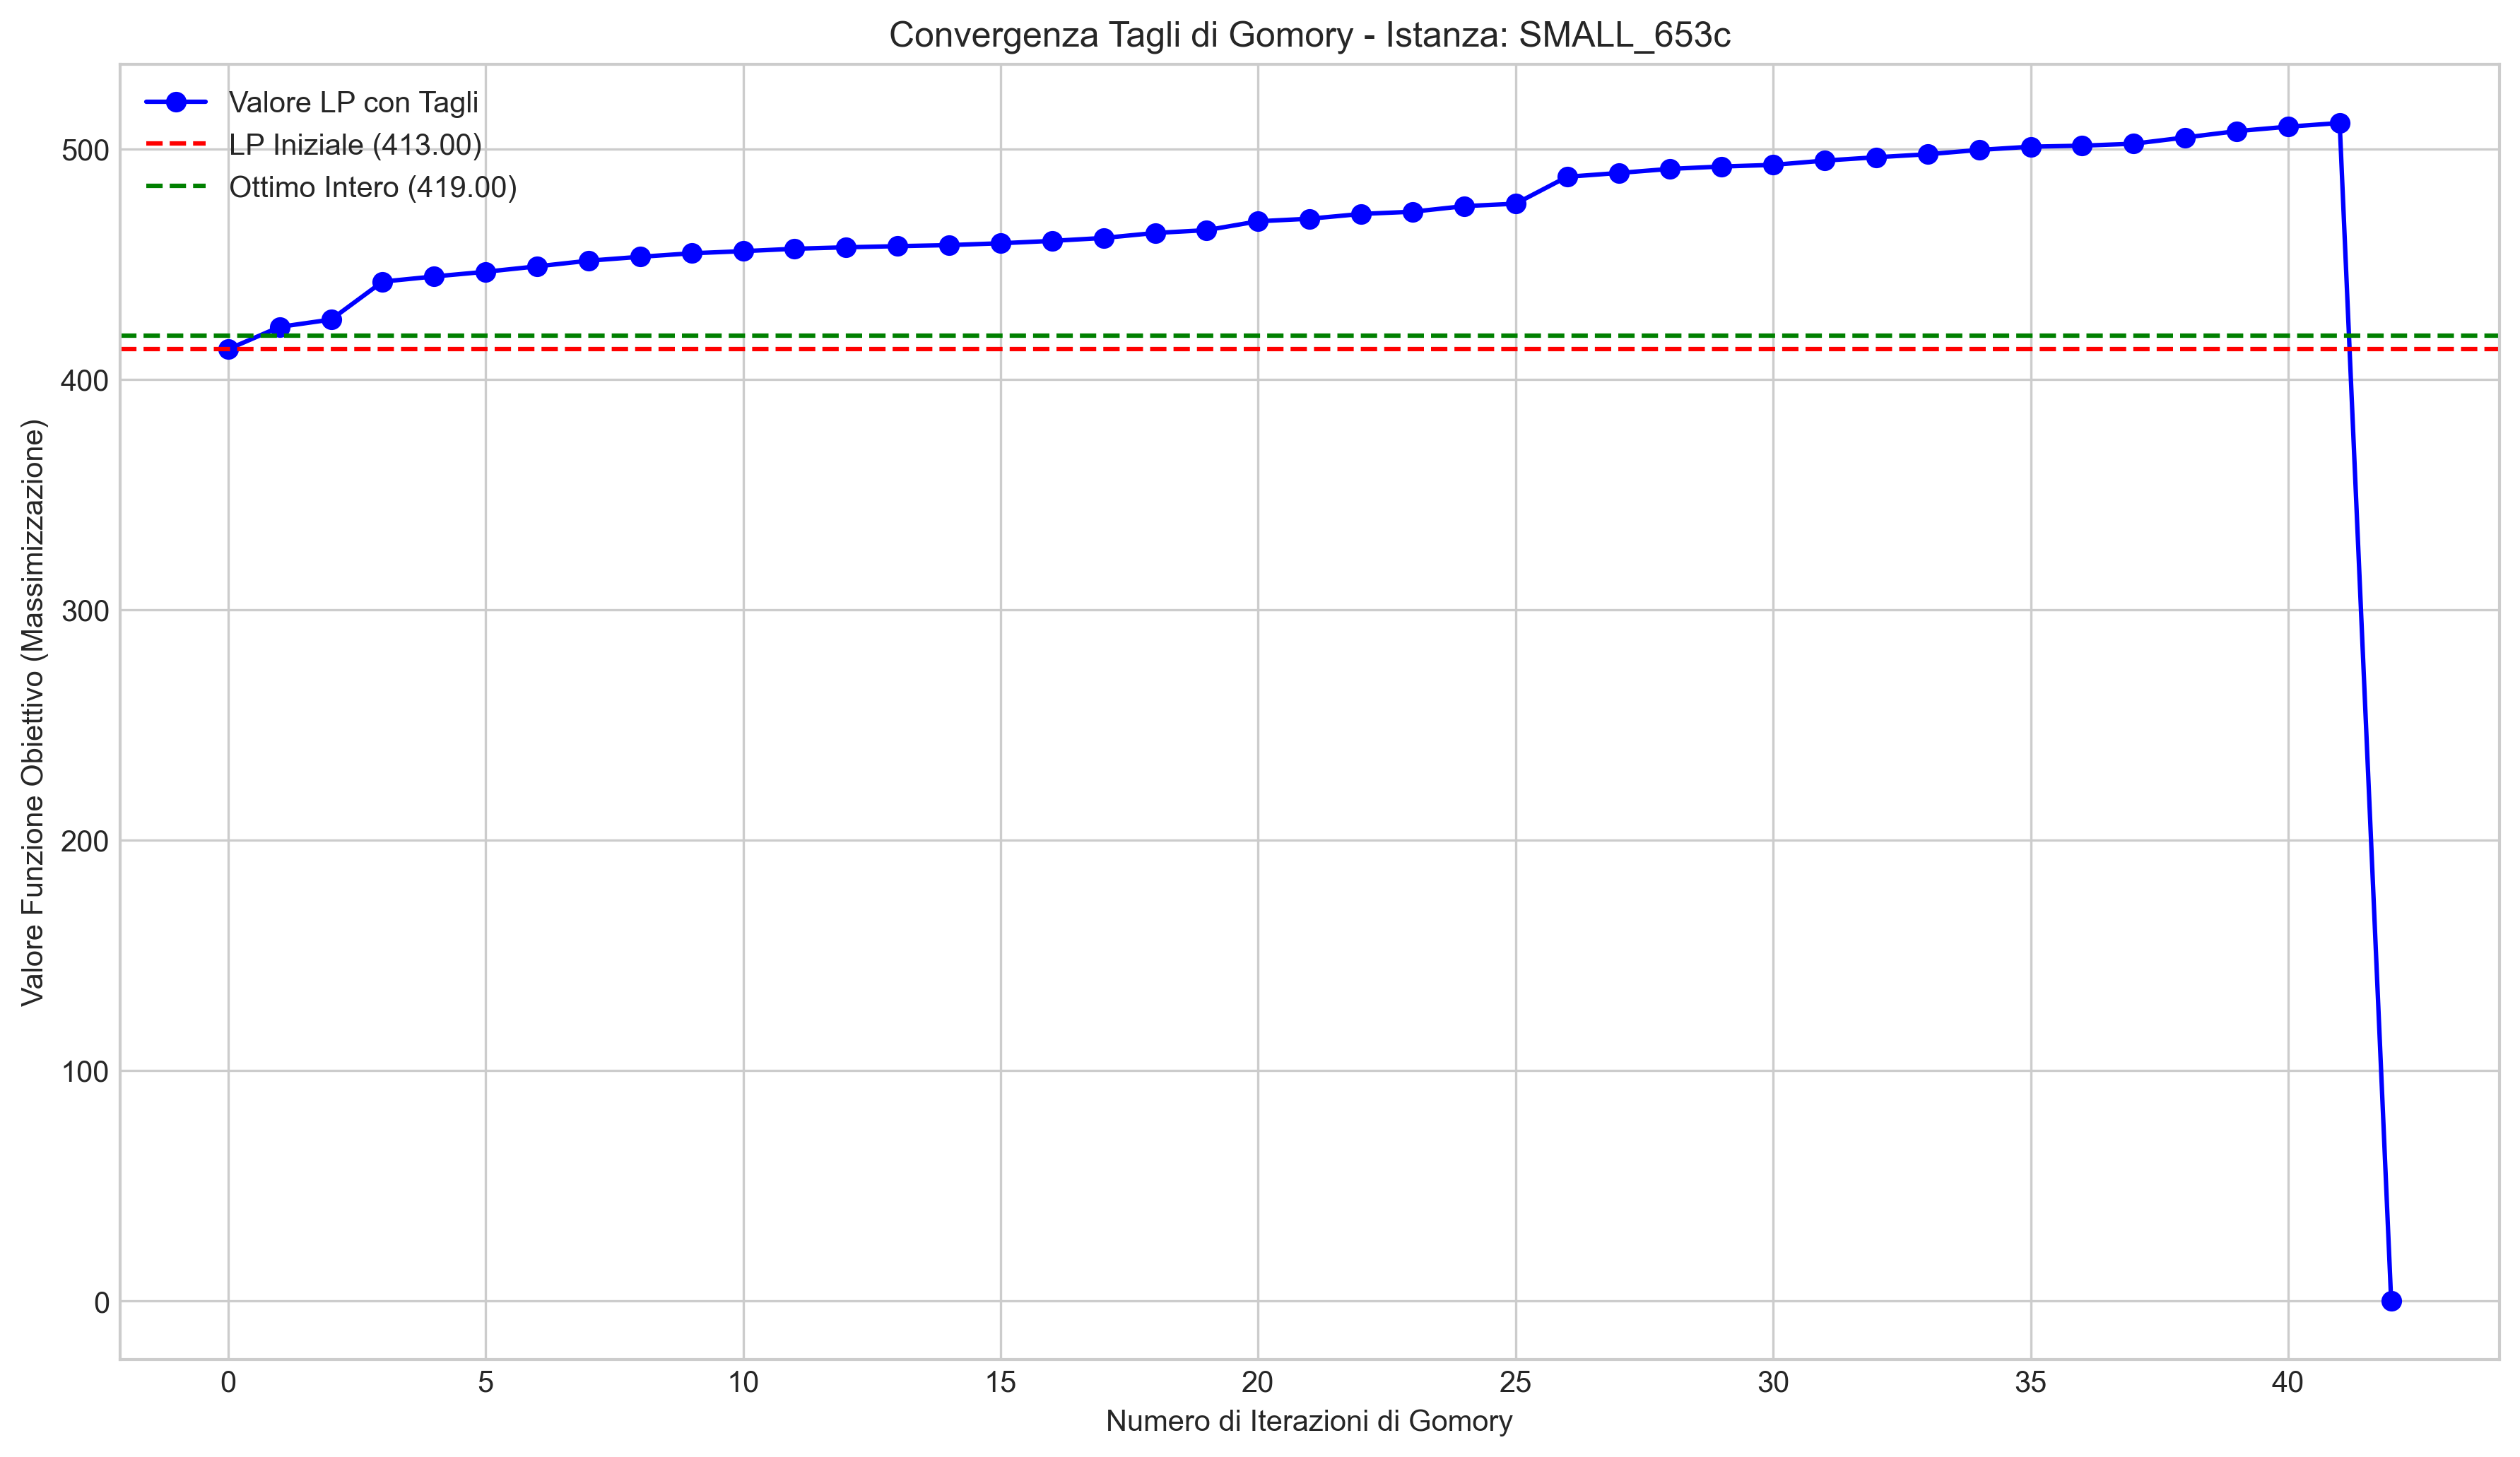 Convergenza Tagli di Gomory - Istanza: SMALL_653c
Valore LP con Tagli
LP Iniziale (413.00)
Ottimo Intero (419.00)
Valore Funzione Obiettivo (Massimizzazione)
500
400
300
200
100
0
0 5 10 15 20 25 30 35 40
Numero di Iterazioni di Gomory